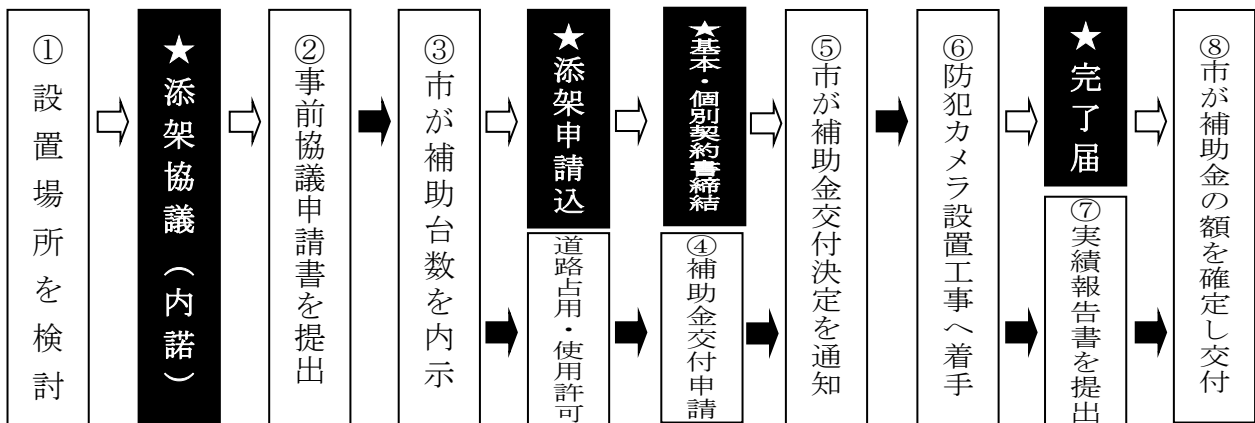 ①設置場所を検討
★添架協議（内諾）
②事前協議申請書を提出
③市が補助台数を内示
★添架申請込
道路占用・使用許可
★基本・個別契約書締結
④補助金交付申請
⑤市が補助金交付決定を通知
⑥防犯カメラ設置工事へ着手
★完了届
⑦実績報告書を提出
⑧市が補助金の額を確定し交付